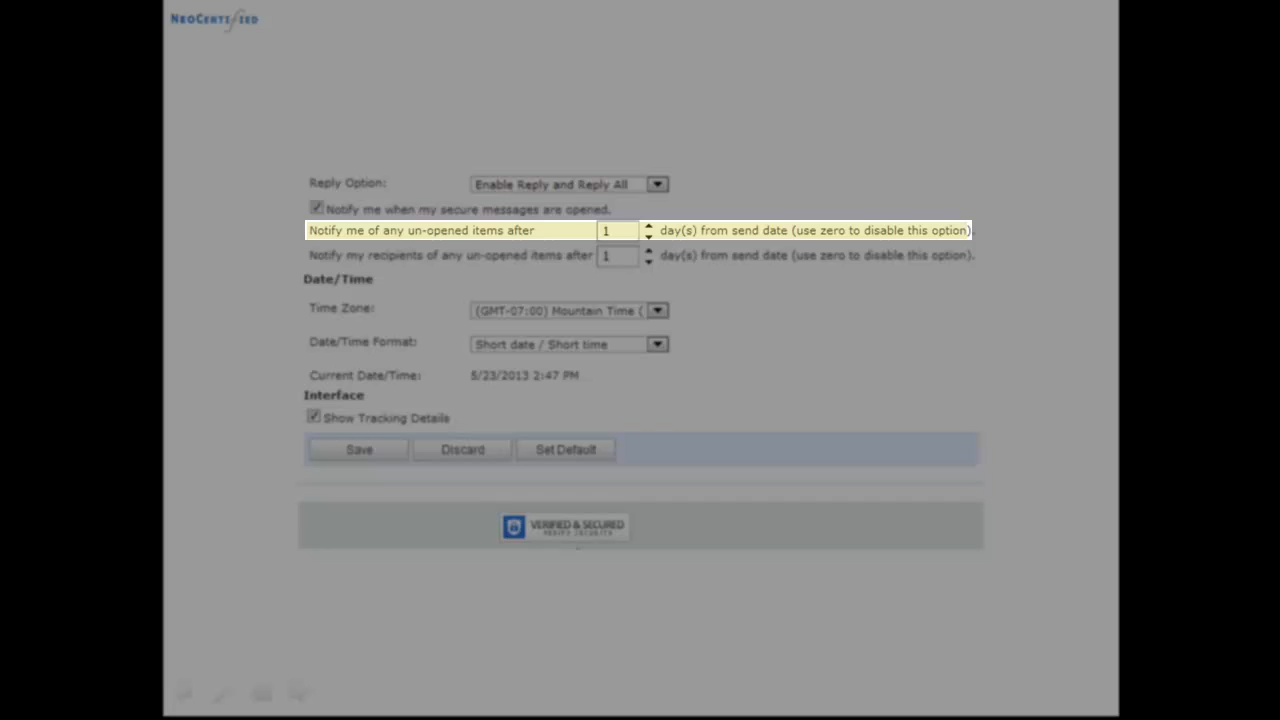 NEOCERTIFIED
Reply Option: Enable Reply and Reply All
Notify me when my secure messages are opened.
Notify me of any un-opened items after 1 day(s) from send date (use zero to disable this option).
Notify my recipients of any un-opened items after 1 day(s) from send date (use zero to disable this option).
Date/Time
Time Zone: (GMT-07:00) Mountain Time (
Date/Time Format: Short date / Short time
Current Date/Time: 5/23/2013 2:47 PM
Interface
Show Tracking Details
Save Discard Set Default
VERIFIED & SECURED
VERIFY SECURITY